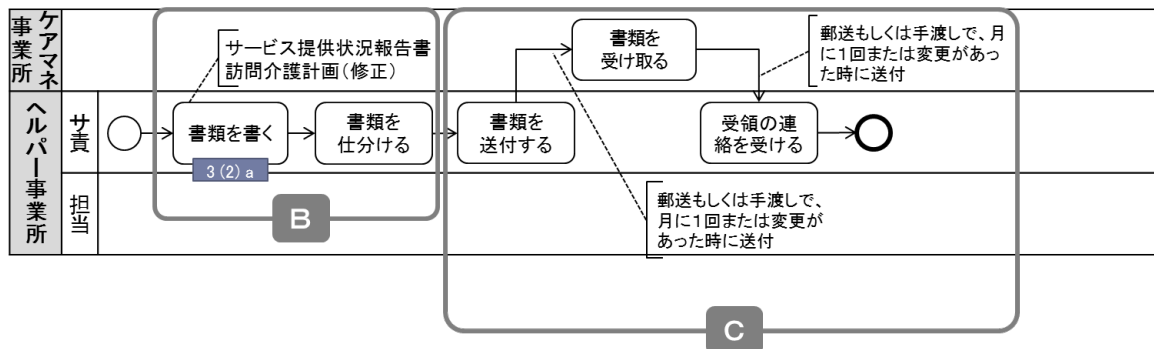 ケアマネ
事業所
サービス提供状況報告書
訪問介護計画(修正)
書類を
受け取る
郵送もしくは手渡しで、月
に1回または変更があっ
た時に送付
ヘルパー事業所
サ責
書類を書く
3(2)a
書類を
仕分ける
書類を
送付する
受領の連
絡を受ける
担当
B
郵送もしくは手渡しで、
月に1回または変更が
あった時に送付
C